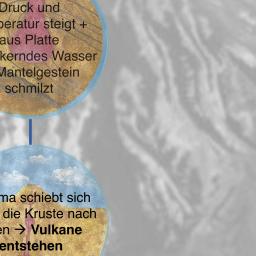 Druck und
peratur steigt +
aus Platte
kerndes Wasser
Mantelgestein
schmilzt
ma schiebt sich
die Kruste nach
en → Vulkane
entstehen